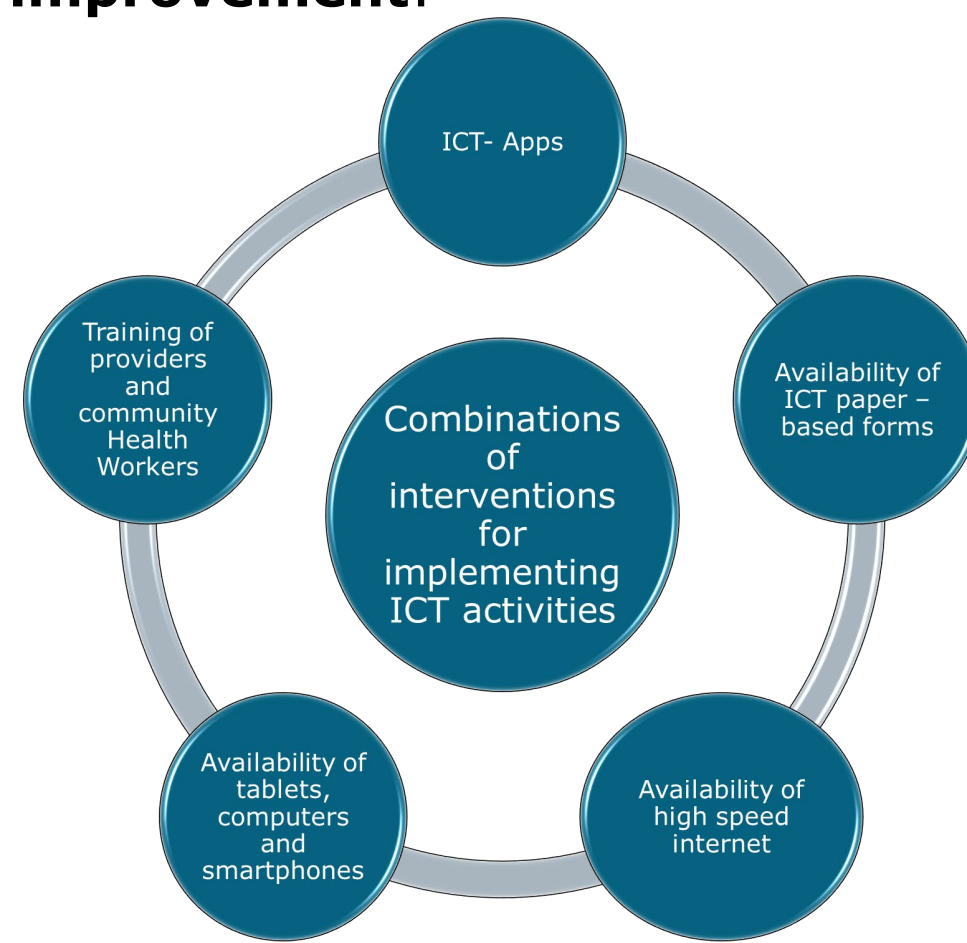 improvement.
ICT- Apps
Availability of
ICT paper –
based forms
Availability of
high speed
internet
Availability of
tablets,
computers
and
smartphones
Training of
providers
and
community
Health
Workers
Combinations
of
interventions
for
implementing
ICT activities